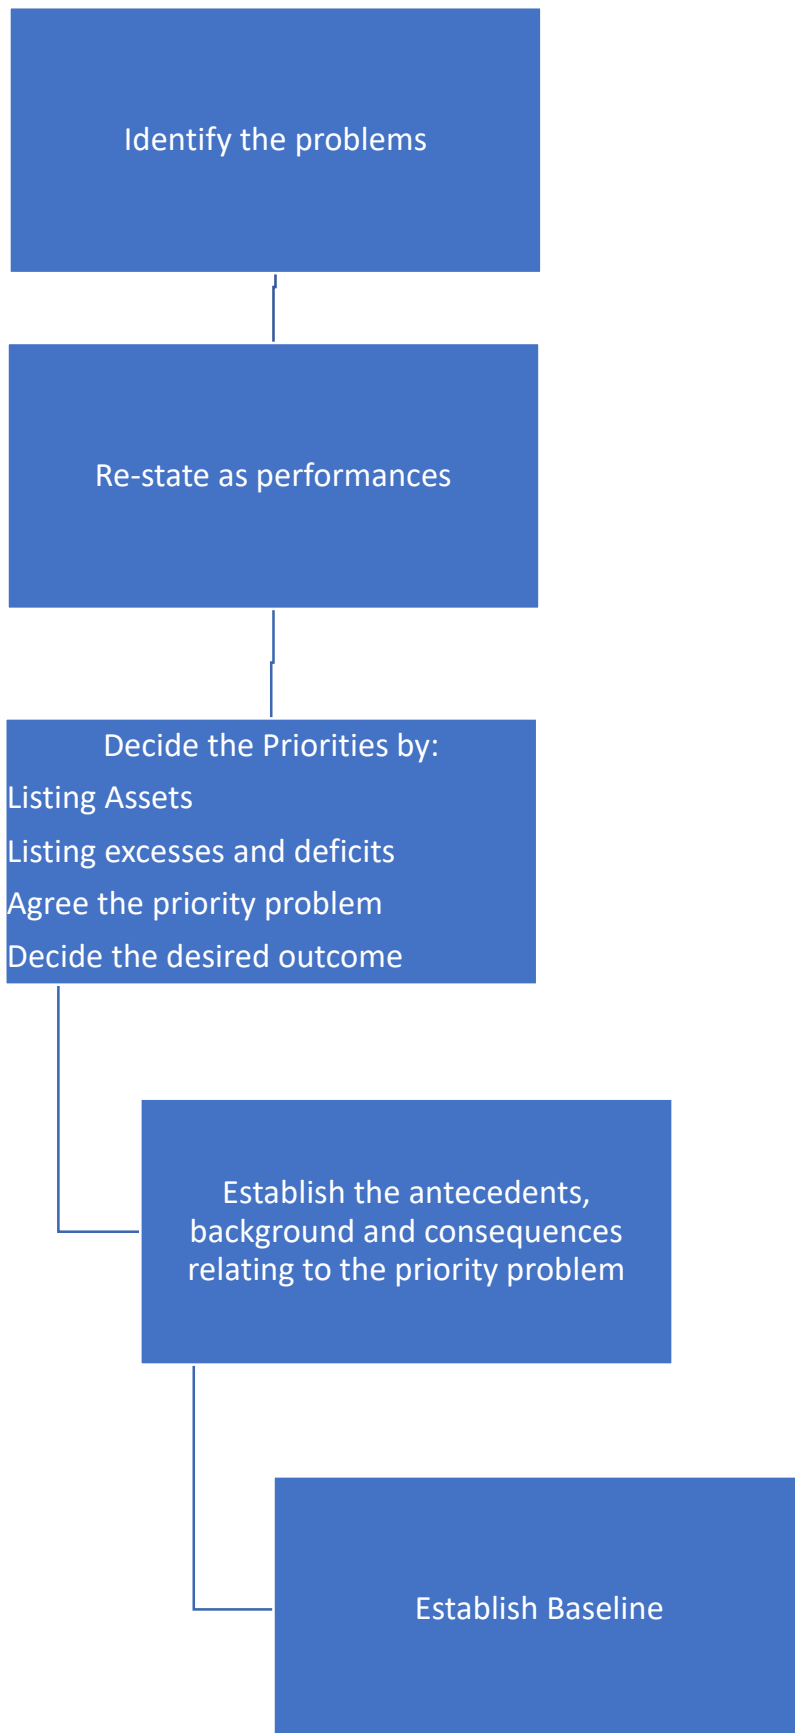 Identify the problems
Re-state as performances
Decide the Priorities by:
Listing Assets
Listing excesses and deficits
Agree the priority problem
Decide the desired outcome
Establish the antecedents,
background and consequences
relating to the priority problem
Establish Baseline